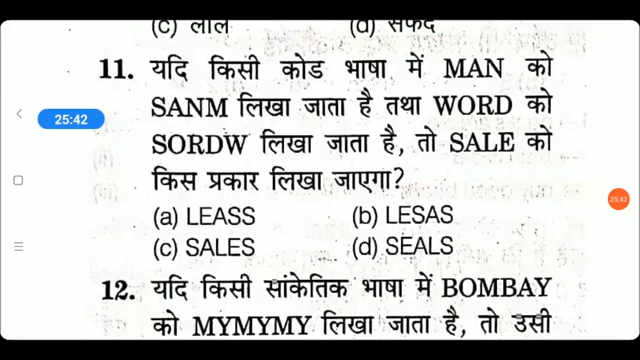 (c) लाल (d) सफेद
11. यदि किसी कोड भाषा में MAN को
25:42
SANM लिखा जाता है तथा WORD को
SORDW लिखा जाता है, तो SALE को
किस प्रकार लिखा जाएगा?
25:42
(a) LEASS (b) LESAS
(c) SALES (d) SEALS
12. यदि किसी सांकेतिक भाषा में BOMBAY
को MYMYMY लिखा जाता है, तो उसी